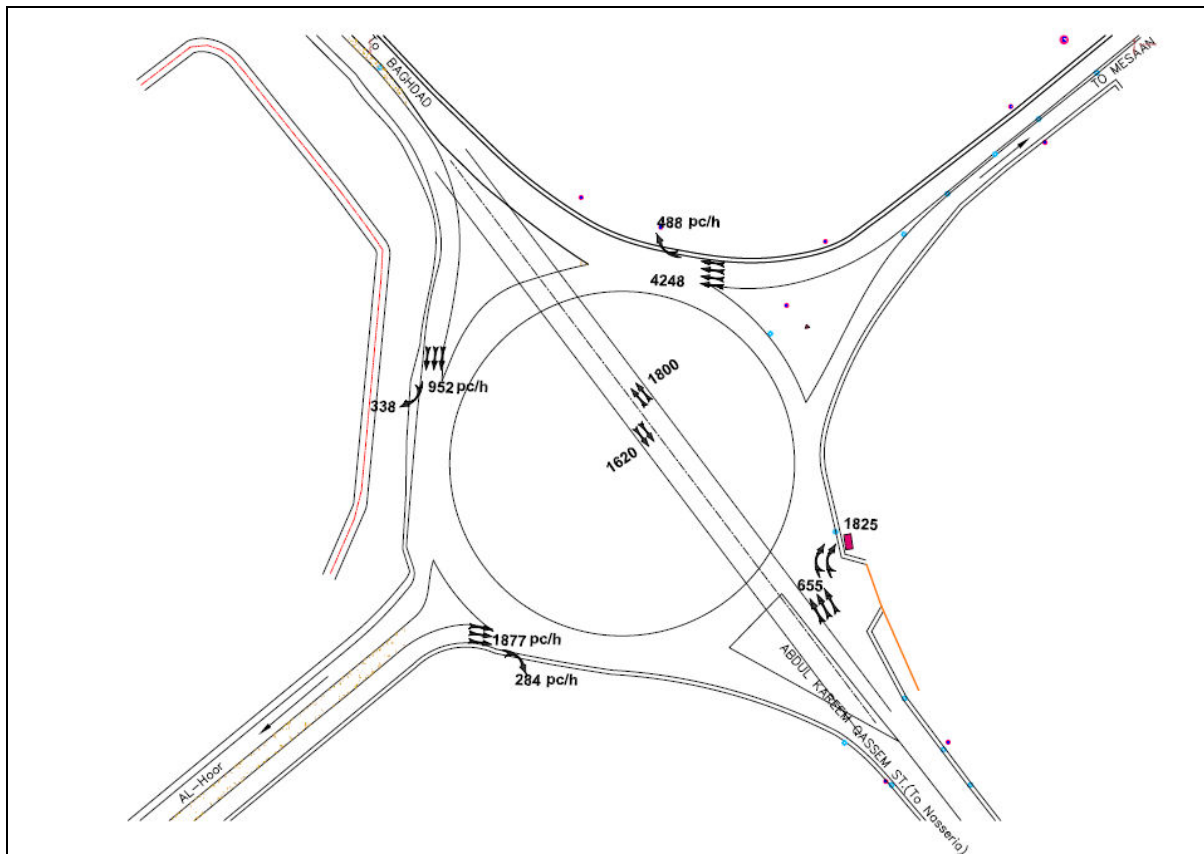 To BAGHDAD
TO MESAAN
488 pc/h
4248
1800
952 pc/h
338
1620
1825
655
1877 pc/h
284 pc/h
ABDUL KAREEM QASSEM ST.(To Nasseria)
AL-Hoor